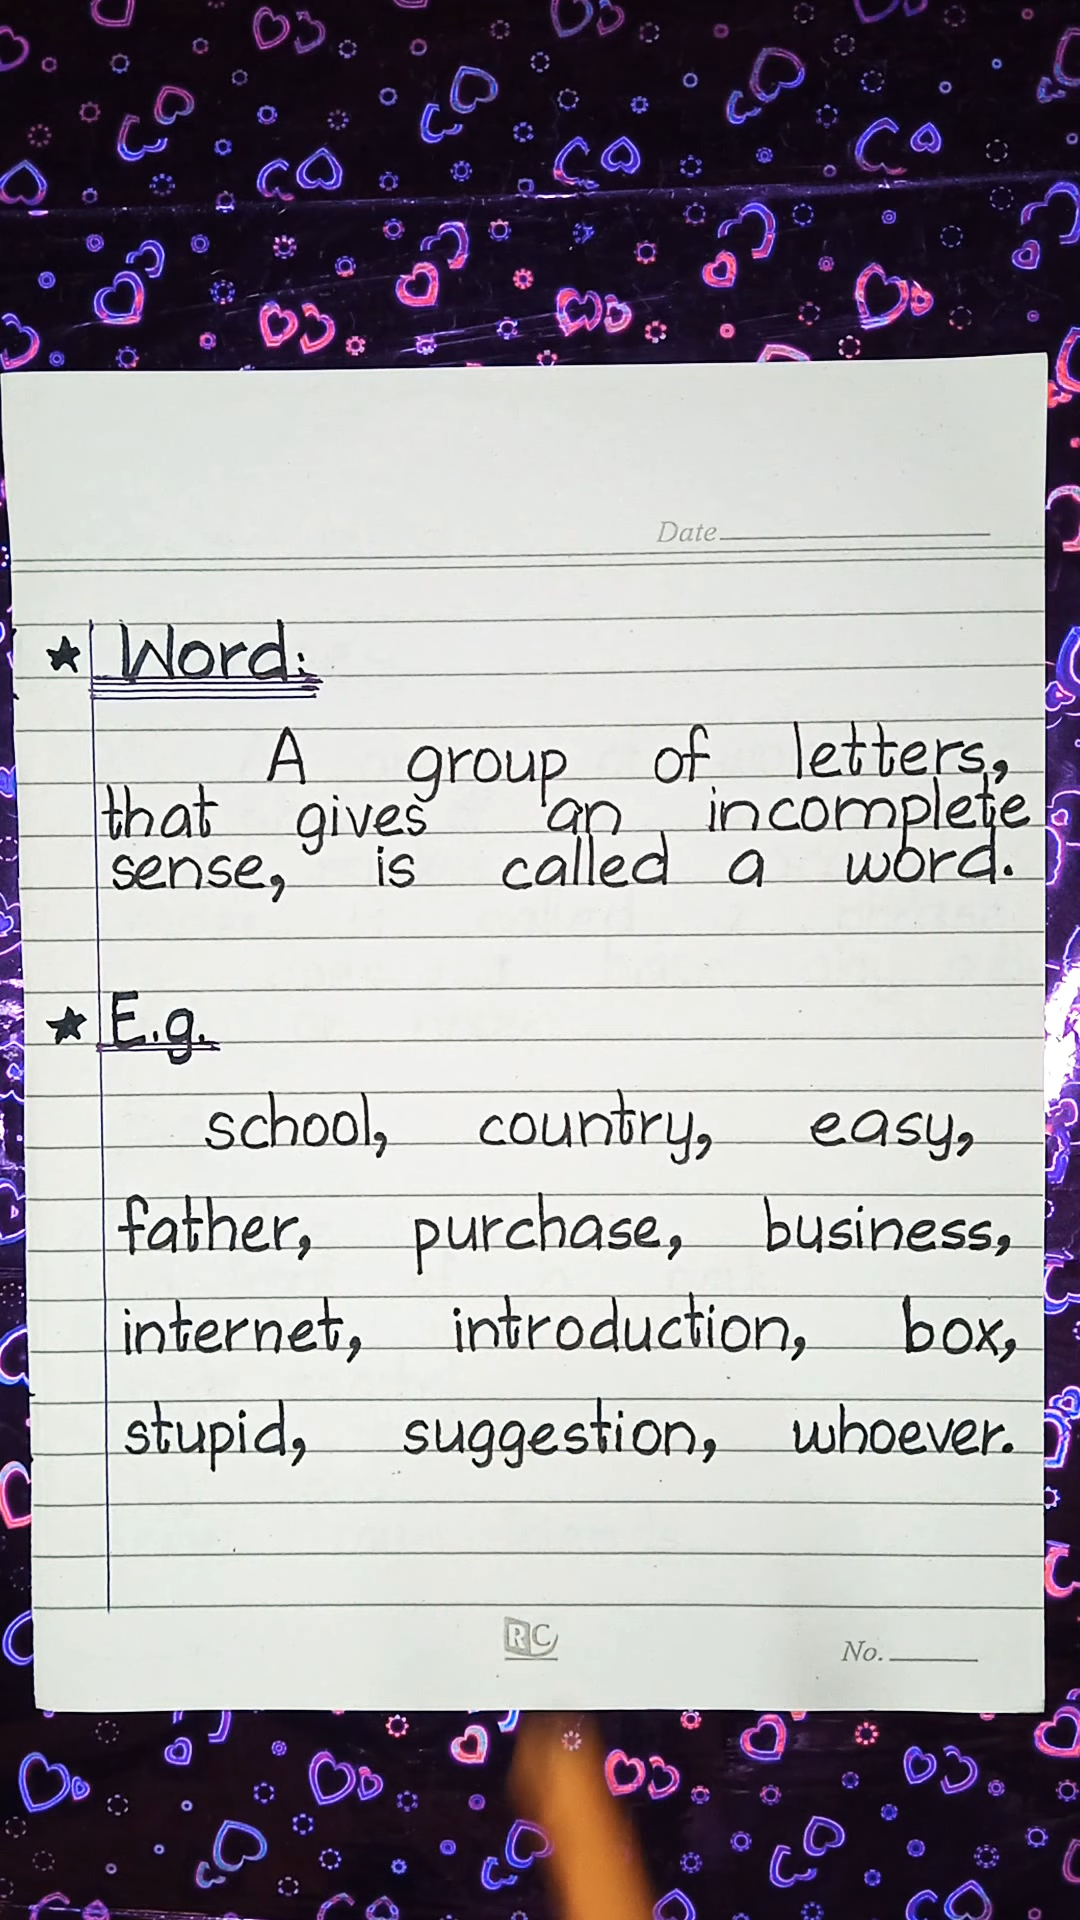 Date
★ Word:
A group of letters,
that gives an incomplete
sense, is called a word.
★ E.g.
school, country, easy,
father, purchase, business,
internet, introduction, box,
stupid, suggestion, whoever.
RC
No.